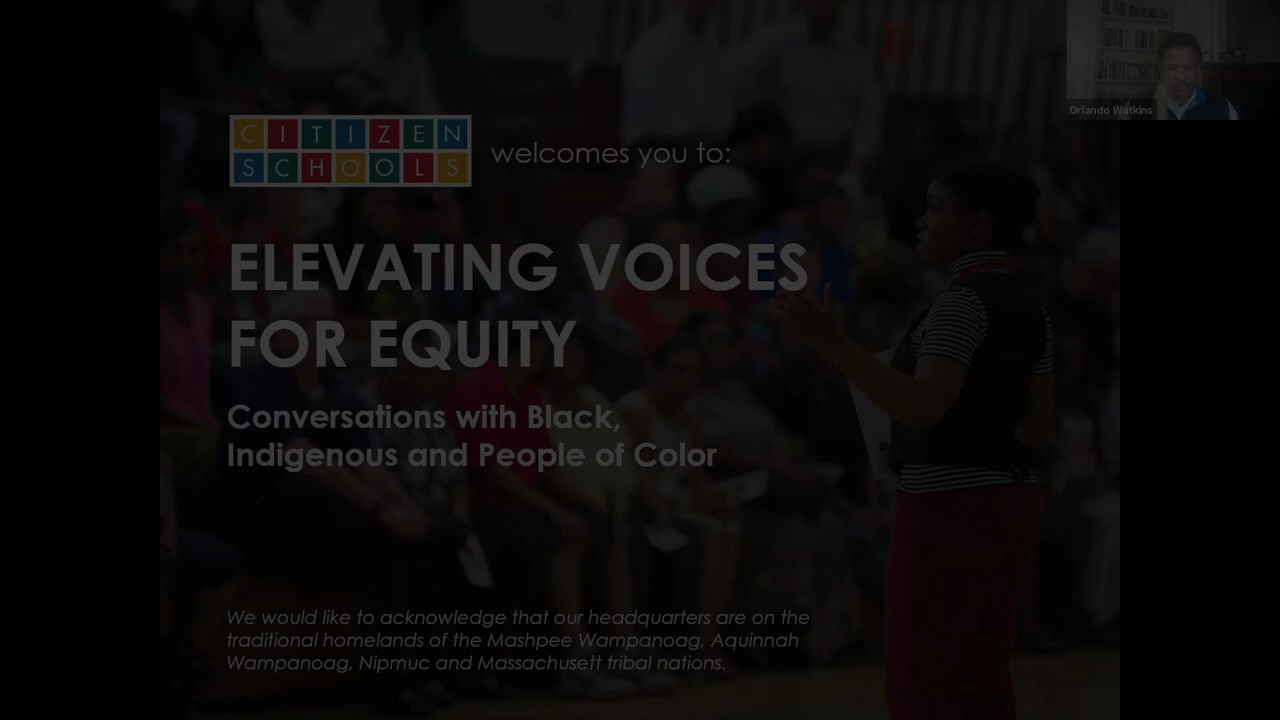 Orlando Watkins
CITIZEN
SCHOOLS
welcomes you to:
ELEVATING VOICES
FOR EQUITY
Conversations with Black,
Indigenous and People of Color
We would like to acknowledge that our headquarters are on the
traditional homelands of the Mashpee Wampanoag, Aquinnah
Wampanoag, Nipmuc and Massachusett tribal nations.